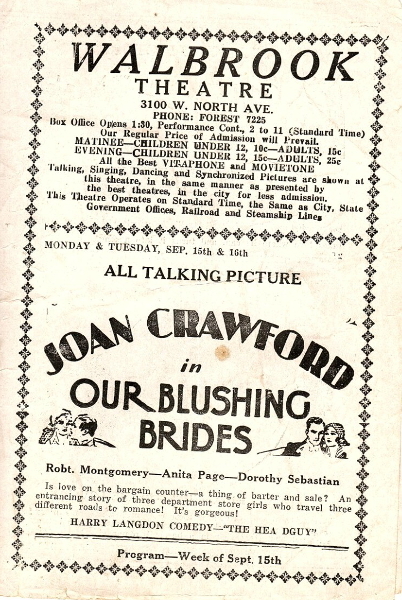 WALBROOK
THEATRE
3100 W. NORTH AVE.
PHONE: FOREST 7225
Box Office Opens 1:30, Performance Cont., 2 to 11 (Standard Time)
Our Regular Price of Admission will Prevail.
MATINEE—CHILDREN UNDER 12, 10c—ADULTS, 15c
EVENING—CHILDREN UNDER 12, 15c—ADULTS, 25c
All the Best VITAPHONE and MOVIETONE
Talking, Singing, Dancing and Synchronized Pictures are shown at
this theatre, in the same manner as presented by
the best theatres, in the city for less admission.
This Theatre Operates on Standard Time, the Same as City, State
Government Offices, Railroad and Steamship Lines
MONDAY & TUESDAY, SEP. 15th & 16th
ALL TALKING PICTURE
JOAN CRAWFORD
in
OUR BLUSHING
BRIDES
Robt. Montgomery—Anita Page—Dorothy Sebastian
Is love on the bargain counter—a thing of barter and sale? An
entrancing story of three department store girls who travel three
different roads to romance! It's gorgeous!
HARRY LANGDON COMEDY—"THE HEA DGUY"
Program—Week of Sept. 15th